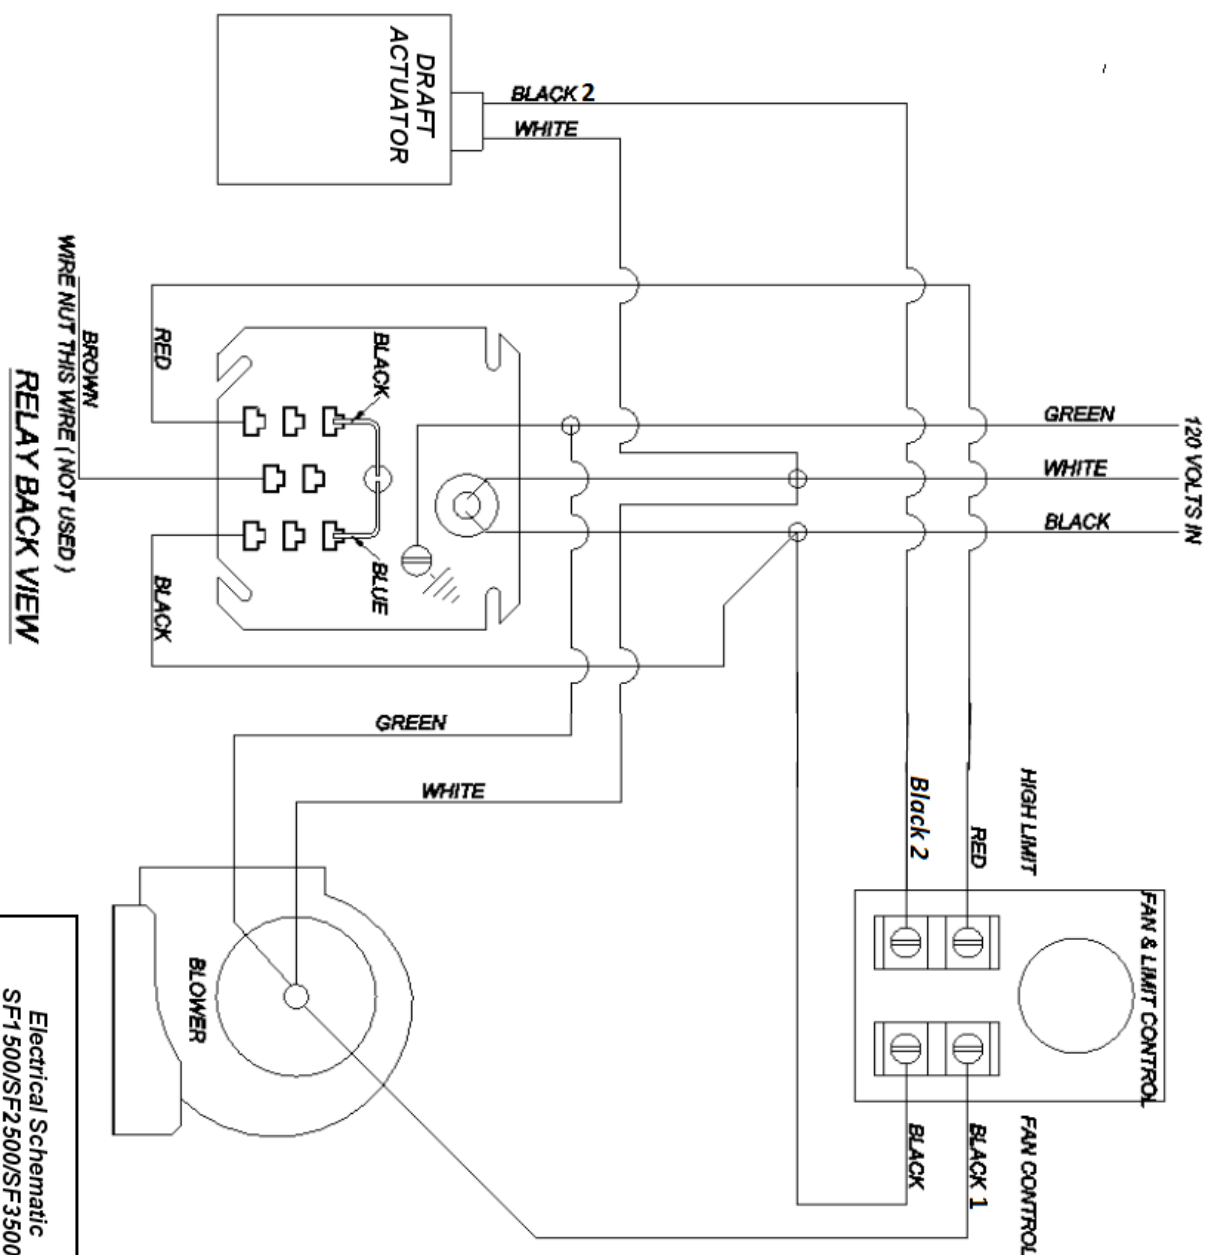 DRAFT
ACTUATOR
BLACK 2
WHITE
120 VOLTS IN
GREEN
WHITE
BLACK
BLACK
BLUE
RED
BLACK
BROWN
WIRE NUT THIS WIRE ( NOT USED )
RELAY BACK VIEW
GREEN
WHITE
BLOWER
HIGH LIMIT
RED
Black 2
FAN & LIMIT CONTROL
FAN CONTROL
BLACK 1
BLACK
Electrical Schematic
SF1500/SF2500/SF3500